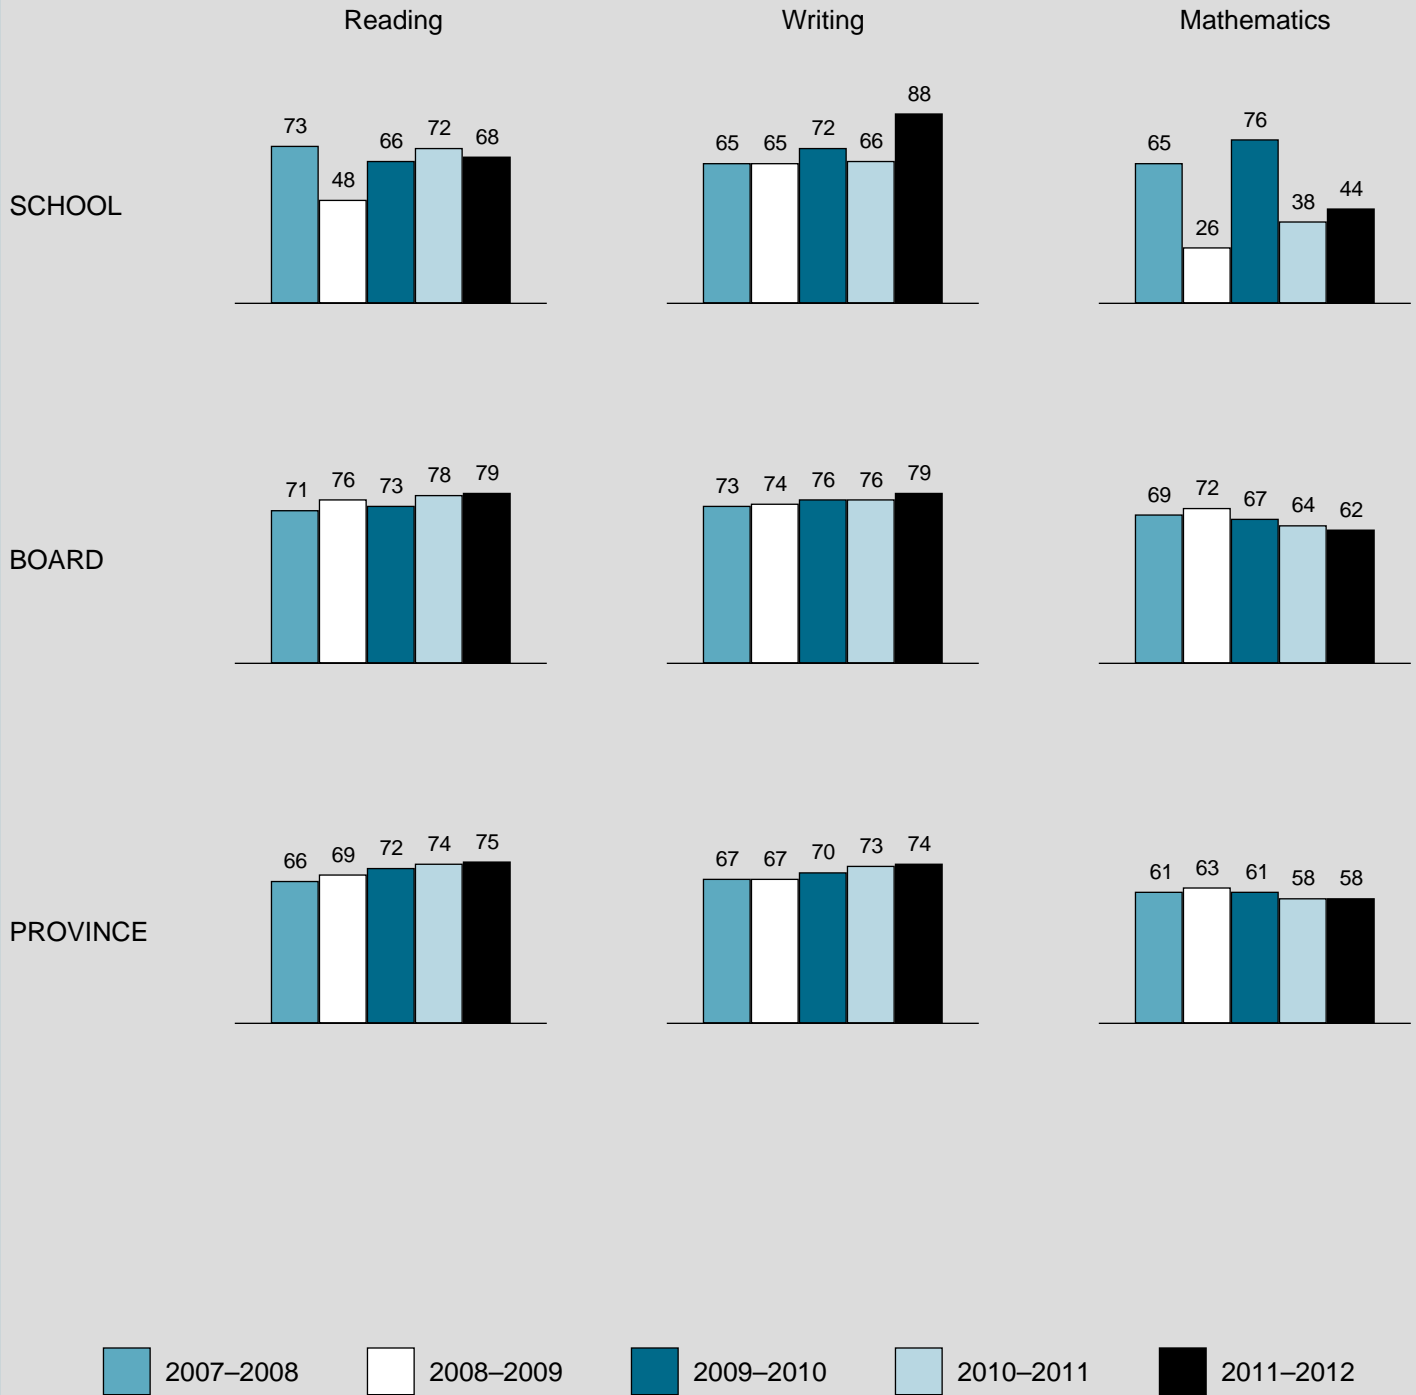 Reading Writing Mathematics
SCHOOL
73 48 66 72 68
65 65 72 66 88
65 26 76 38 44
BOARD
71 76 73 78 79
73 74 76 76 79
69 72 67 64 62
PROVINCE
66 69 72 74 75
67 67 70 73 74
61 63 61 58 58
2007–2008 2008–2009 2009–2010 2010–2011 2011–2012